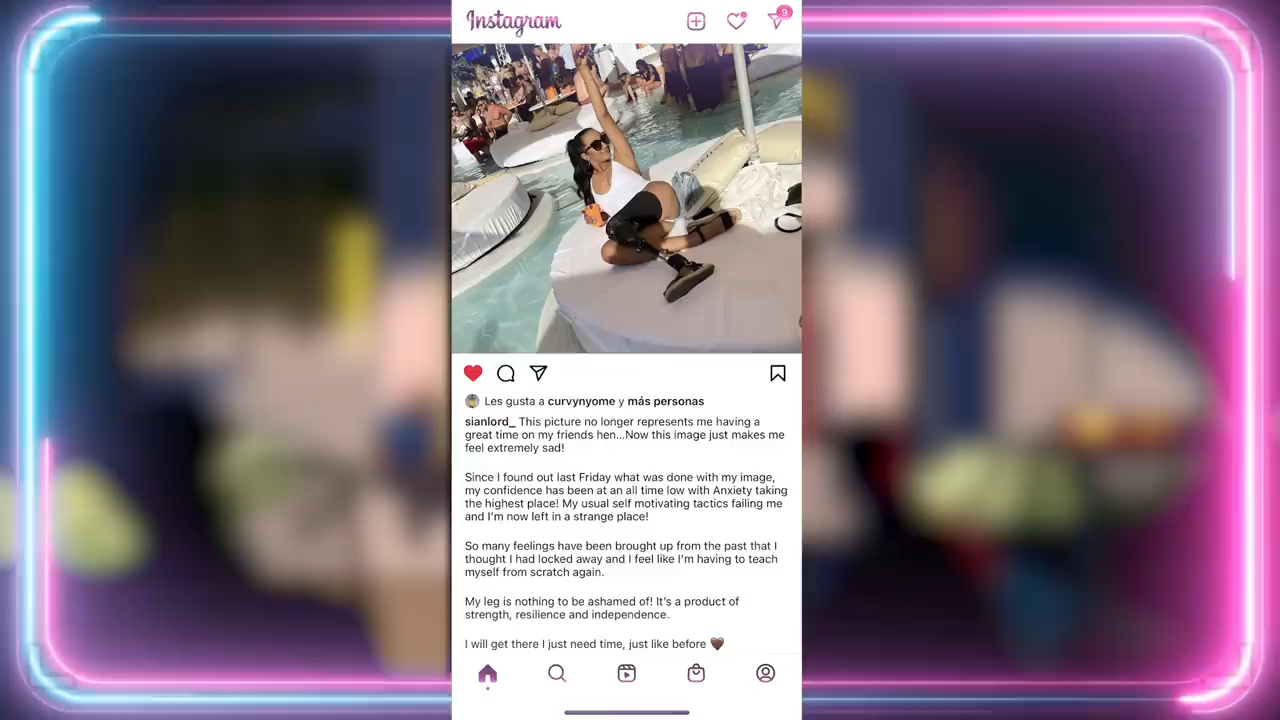 Instagram
9
Les gusta a curvynyome y más personas
sianlord_ This picture no longer represents me having a
great time on my friends hen...Now this image just makes me
feel extremely sad!
Since I found out last Friday what was done with my image,
my confidence has been at an all time low with Anxiety taking
the highest place! My usual self motivating tactics failing me
and I'm now left in a strange place!
So many feelings have been brought up from the past that I
thought I had locked away and I feel like I'm having to teach
myself from scratch again.
My leg is nothing to be ashamed of! It's a product of
strength, resilience and independence.
I will get there I just need time, just like before 🖤